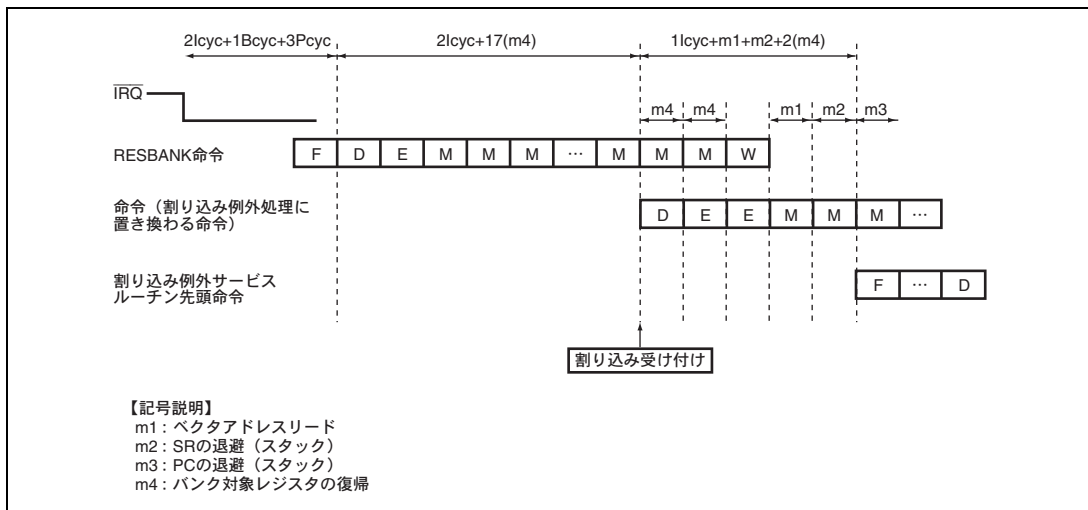 2Icyc+1Bcyc+3Pcyc 2Icyc+17(m4) 1Icyc+m1+m2+2(m4)
IRQ
m4 m4 m1 m2 m3
RESBANK命令 F D E M M M … M M M W
命令（割り込み例外処理に
置き換わる命令） D E E M M M …
割り込み例外サービス
ルーチン先頭命令 F … D
割り込み受け付け
【記号説明】
m1：ベクタアドレスリード
m2：SRの退避（スタック）
m3：PCの退避（スタック）
m4：バンク対象レジスタの復帰